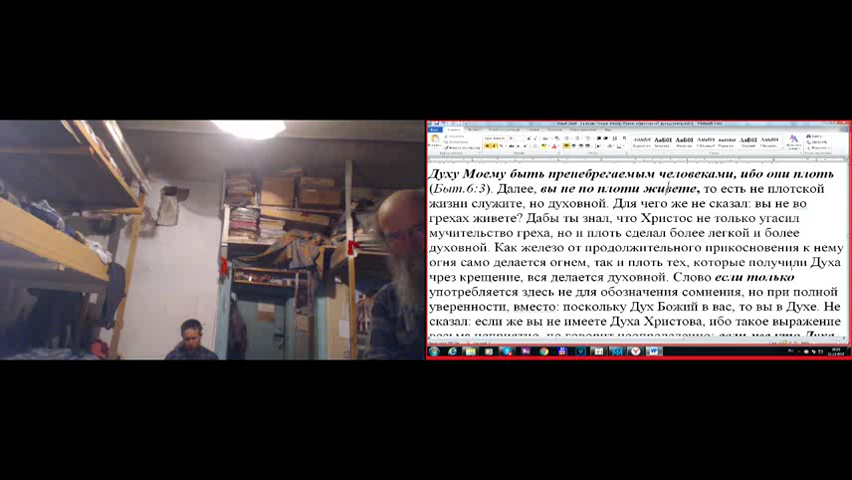 Духу Моему быть пренебрегаемым человеками, ибо они плоть
(Быт.6:3). Далее, вы не по плоти живете, то есть не плотской
жизни служите, но духовной. Для чего же не сказал: вы не во
грехах живете? Дабы ты знал, что Христос не только угасил
мучительство греха, но и плоть сделал более легкой и более
духовной. Как железо от продолжительного прикосновения к нему
огня само делается огнем, так и плоть тех, которые получили Духа
чрез крещение, вся делается духовной. Слово если только
употребляется здесь не для обозначения сомнения, но при полной
уверенности, вместо: поскольку Дух Божий в вас, то вы в Духе. Не
сказал: если же вы не имеете Духа Христова, ибо такое выражение